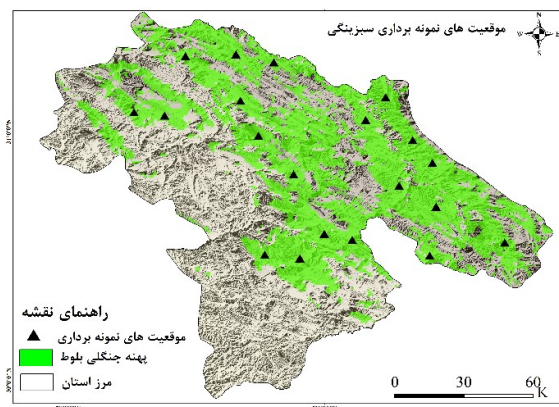 موقعیت های نمونه برداری سبزینگی
N
W E
S
راهنمای نقشه
موقعیت های نمونه برداری
پهنه جنگلی بلوط
مرز استان
0 30 60
K